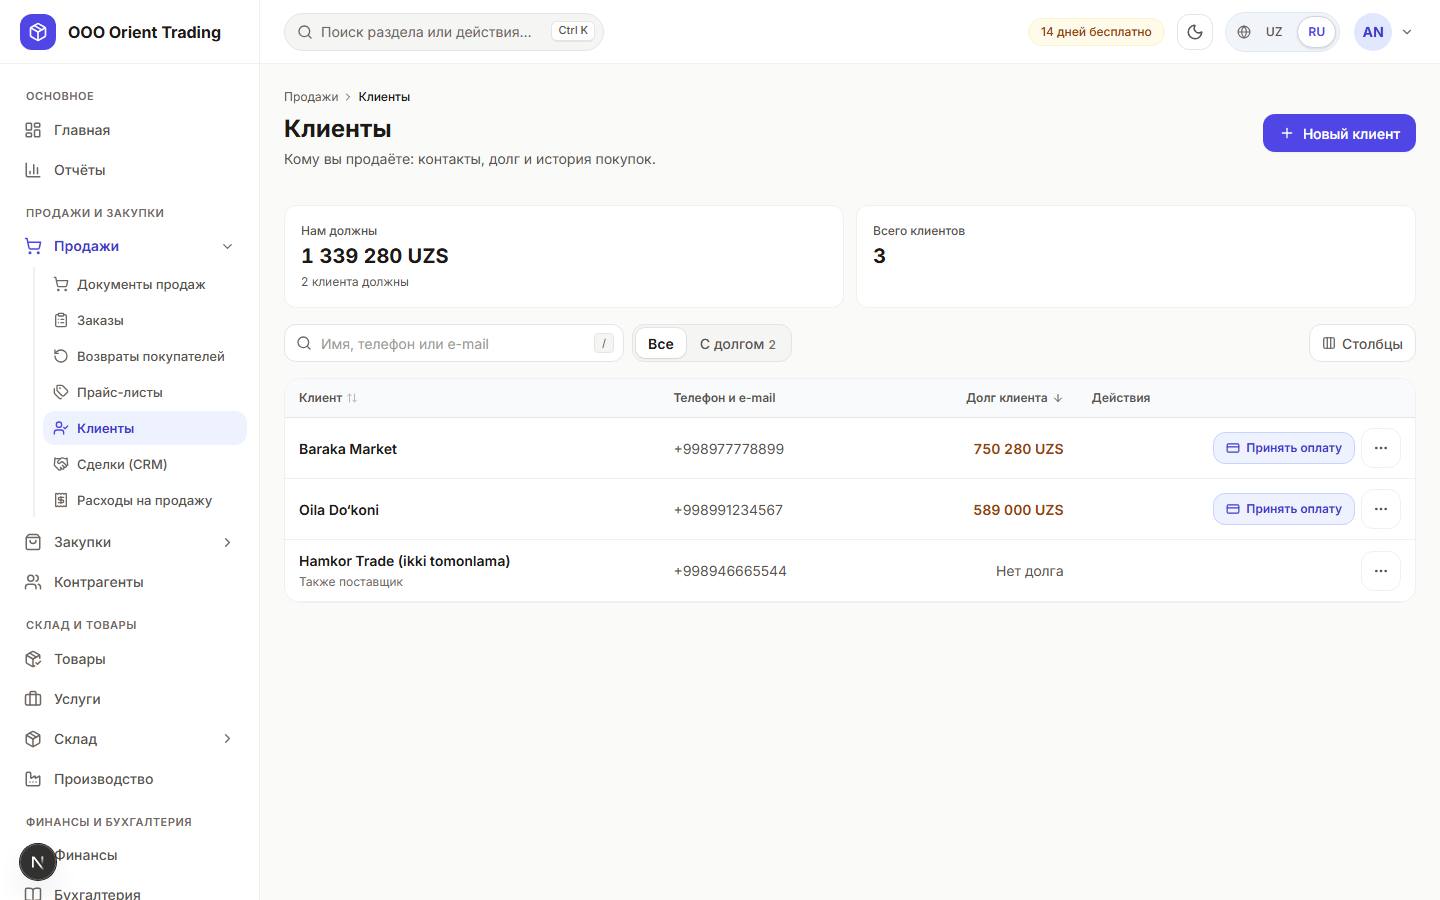 ООО Orient Trading
Поиск раздела или действия...
Ctrl K
14 дней бесплатно
UZ
RU
AN
ОСНОВНОЕ
Главная
Отчёты
ПРОДАЖИ И ЗАКУПКИ
Продажи
Документы продаж
Заказы
Возвраты покупателей
Прайс-листы
Клиенты
Сделки (CRM)
Расходы на продажу
Закупки
Контрагенты
СКЛАД И ТОВАРЫ
Товары
Услуги
Склад
Производство
ФИНАНСЫ И БУХГАЛТЕРИЯ
Финансы
Бухгалтерия
N
Продажи > Клиенты
Клиенты
Кому вы продаёте: контакты, долг и история покупок.
+ Новый клиент
Нам должны
1 339 280 UZS
2 клиента должны
Всего клиентов
3
Имя, телефон или e-mail
/
Все
С долгом 2
Столбцы
Клиент Телефон и e-mail Долг клиента Действия
Baraka Market +998977778899 750 280 UZS Принять оплату
Oila Do‘koni +998991234567 589 000 UZS Принять оплату
Hamkor Trade (ikki tomonlama) +998946665544 Нет долга
Также поставщик